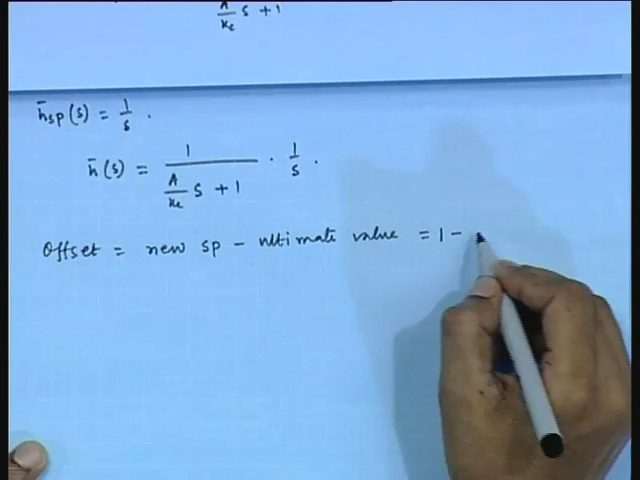 A/Kc s + 1
h̄sp(s) = 1/s .
h̄(s) = 1 / (A/Kc s + 1) · 1/s .
Offset = new sp - ultimate value = 1 -